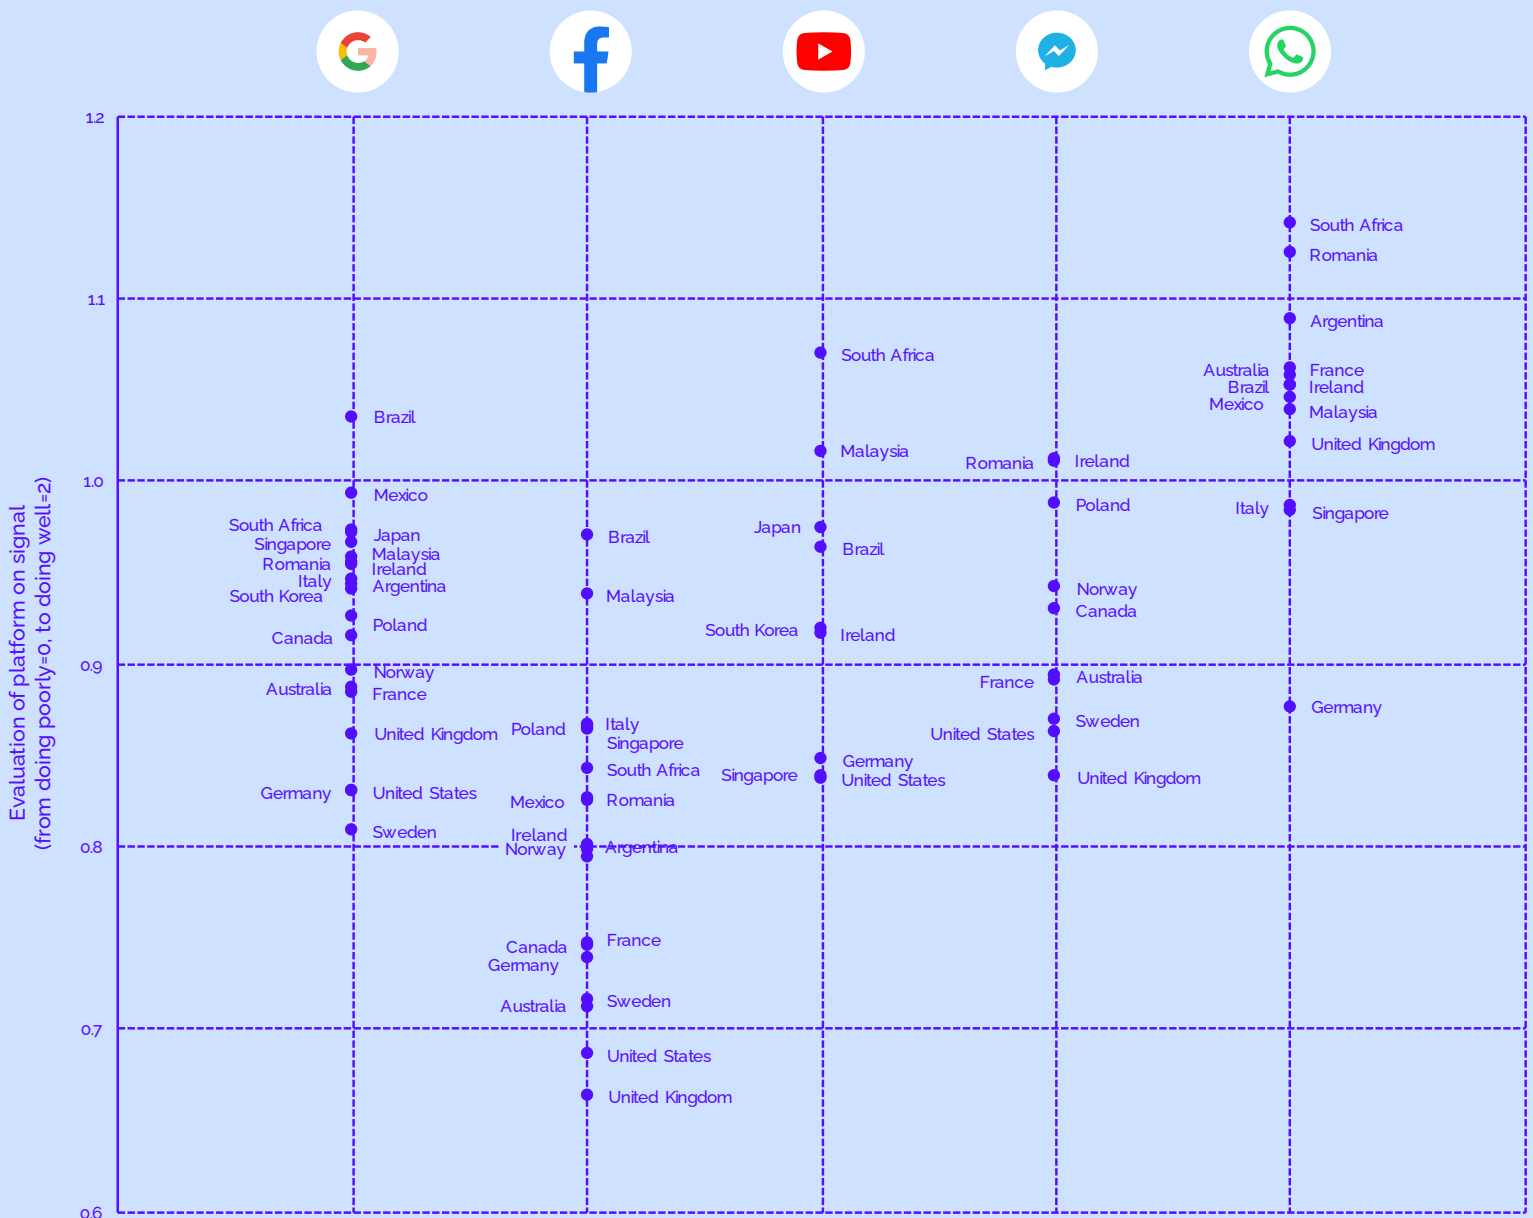 1.2
South Africa
Romania
1.1
Argentina
South Africa
Australia France
Brazil Ireland
Mexico Malaysia
Brazil
United Kingdom
Malaysia
Romania Ireland
1.0
Mexico
Poland
Italy Singapore
South Africa Japan
Japan
Brazil
Singapore Malaysia
Brazil
Romania Ireland
Italy Argentina
Norway
South Korea
Malaysia
Canada
Poland
South Korea Ireland
Canada
0.9
Norway
Australia France
France Australia
Germany
Poland Italy
Sweden
United Kingdom
United States
Singapore
Germany
South Africa
Singapore United States
United Kingdom
Germany United States
Mexico Romania
Sweden
Ireland
0.8
Norway Argentina
Canada France
Germany
Australia Sweden
0.7
United States
United Kingdom
0.6
Evaluation of platform on signal
(from doing poorly=0, to doing well=2)